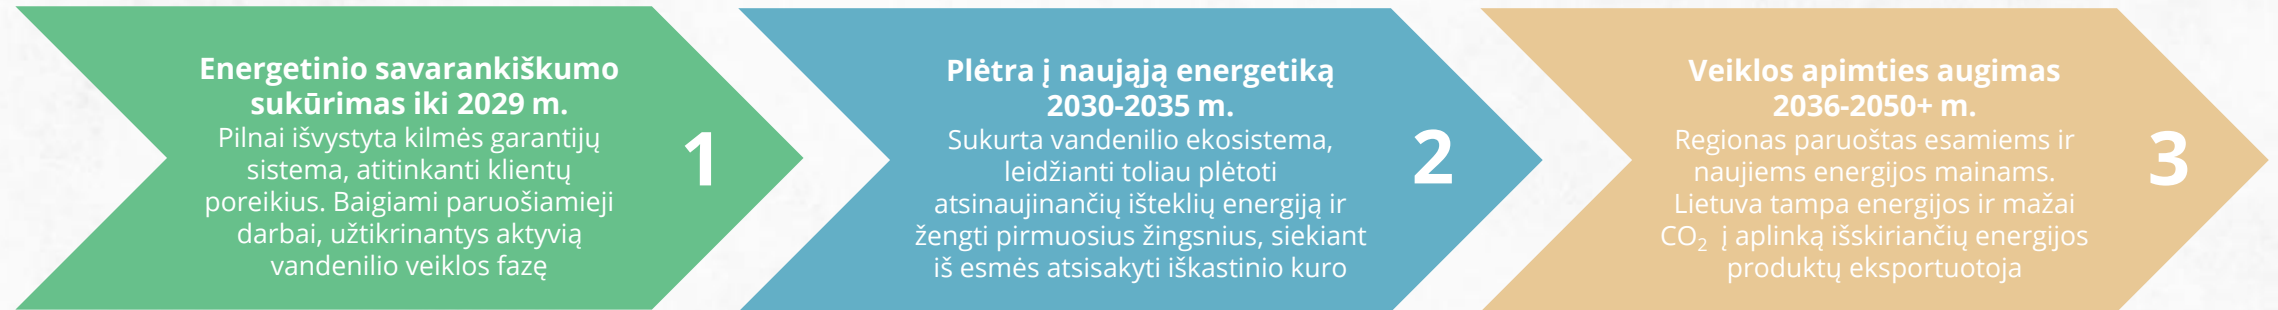 Energetinio savarankiškumo
sukūrimas iki 2029 m.
Pilnai išvystyta kilmės garantijų
sistema, atitinkanti klientų
poreikius. Baigiami paruošiamieji
darbai, užtikrinantys aktyvią
vandenilio veiklos fazę
1
Plėtra į naująją energetiką
2030-2035 m.
Sukurta vandenilio ekosistema,
leidžianti toliau plėtoti
atsinaujinančių išteklių energiją ir
žengti pirmuosius žingsnius, siekiant
iš esmės atsisakyti iškastinio kuro
2
Veiklos apimties augimas
2036-2050+ m.
Regionas paruoštas esamiems ir
naujiems energijos mainams.
Lietuva tampa energijos ir mažai
CO₂ į aplinką išskiriančių energijos
produktų eksportuotoja
3